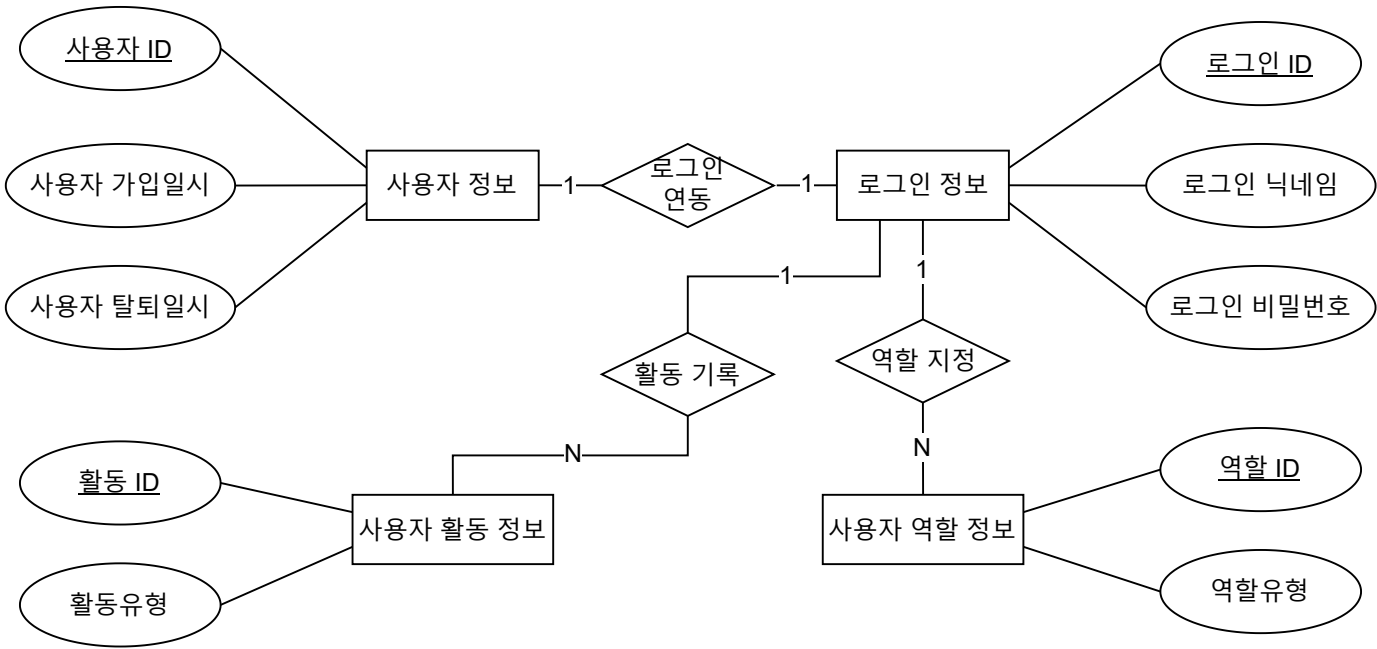 사용자 ID
로그인 ID
사용자 가입일시
사용자 정보
1
로그인
연동
1
로그인 정보
로그인 닉네임
사용자 탈퇴일시
1
1
로그인 비밀번호
활동 기록
역할 지정
N
N
활동 ID
역할 ID
사용자 활동 정보
사용자 역할 정보
활동유형
역할유형